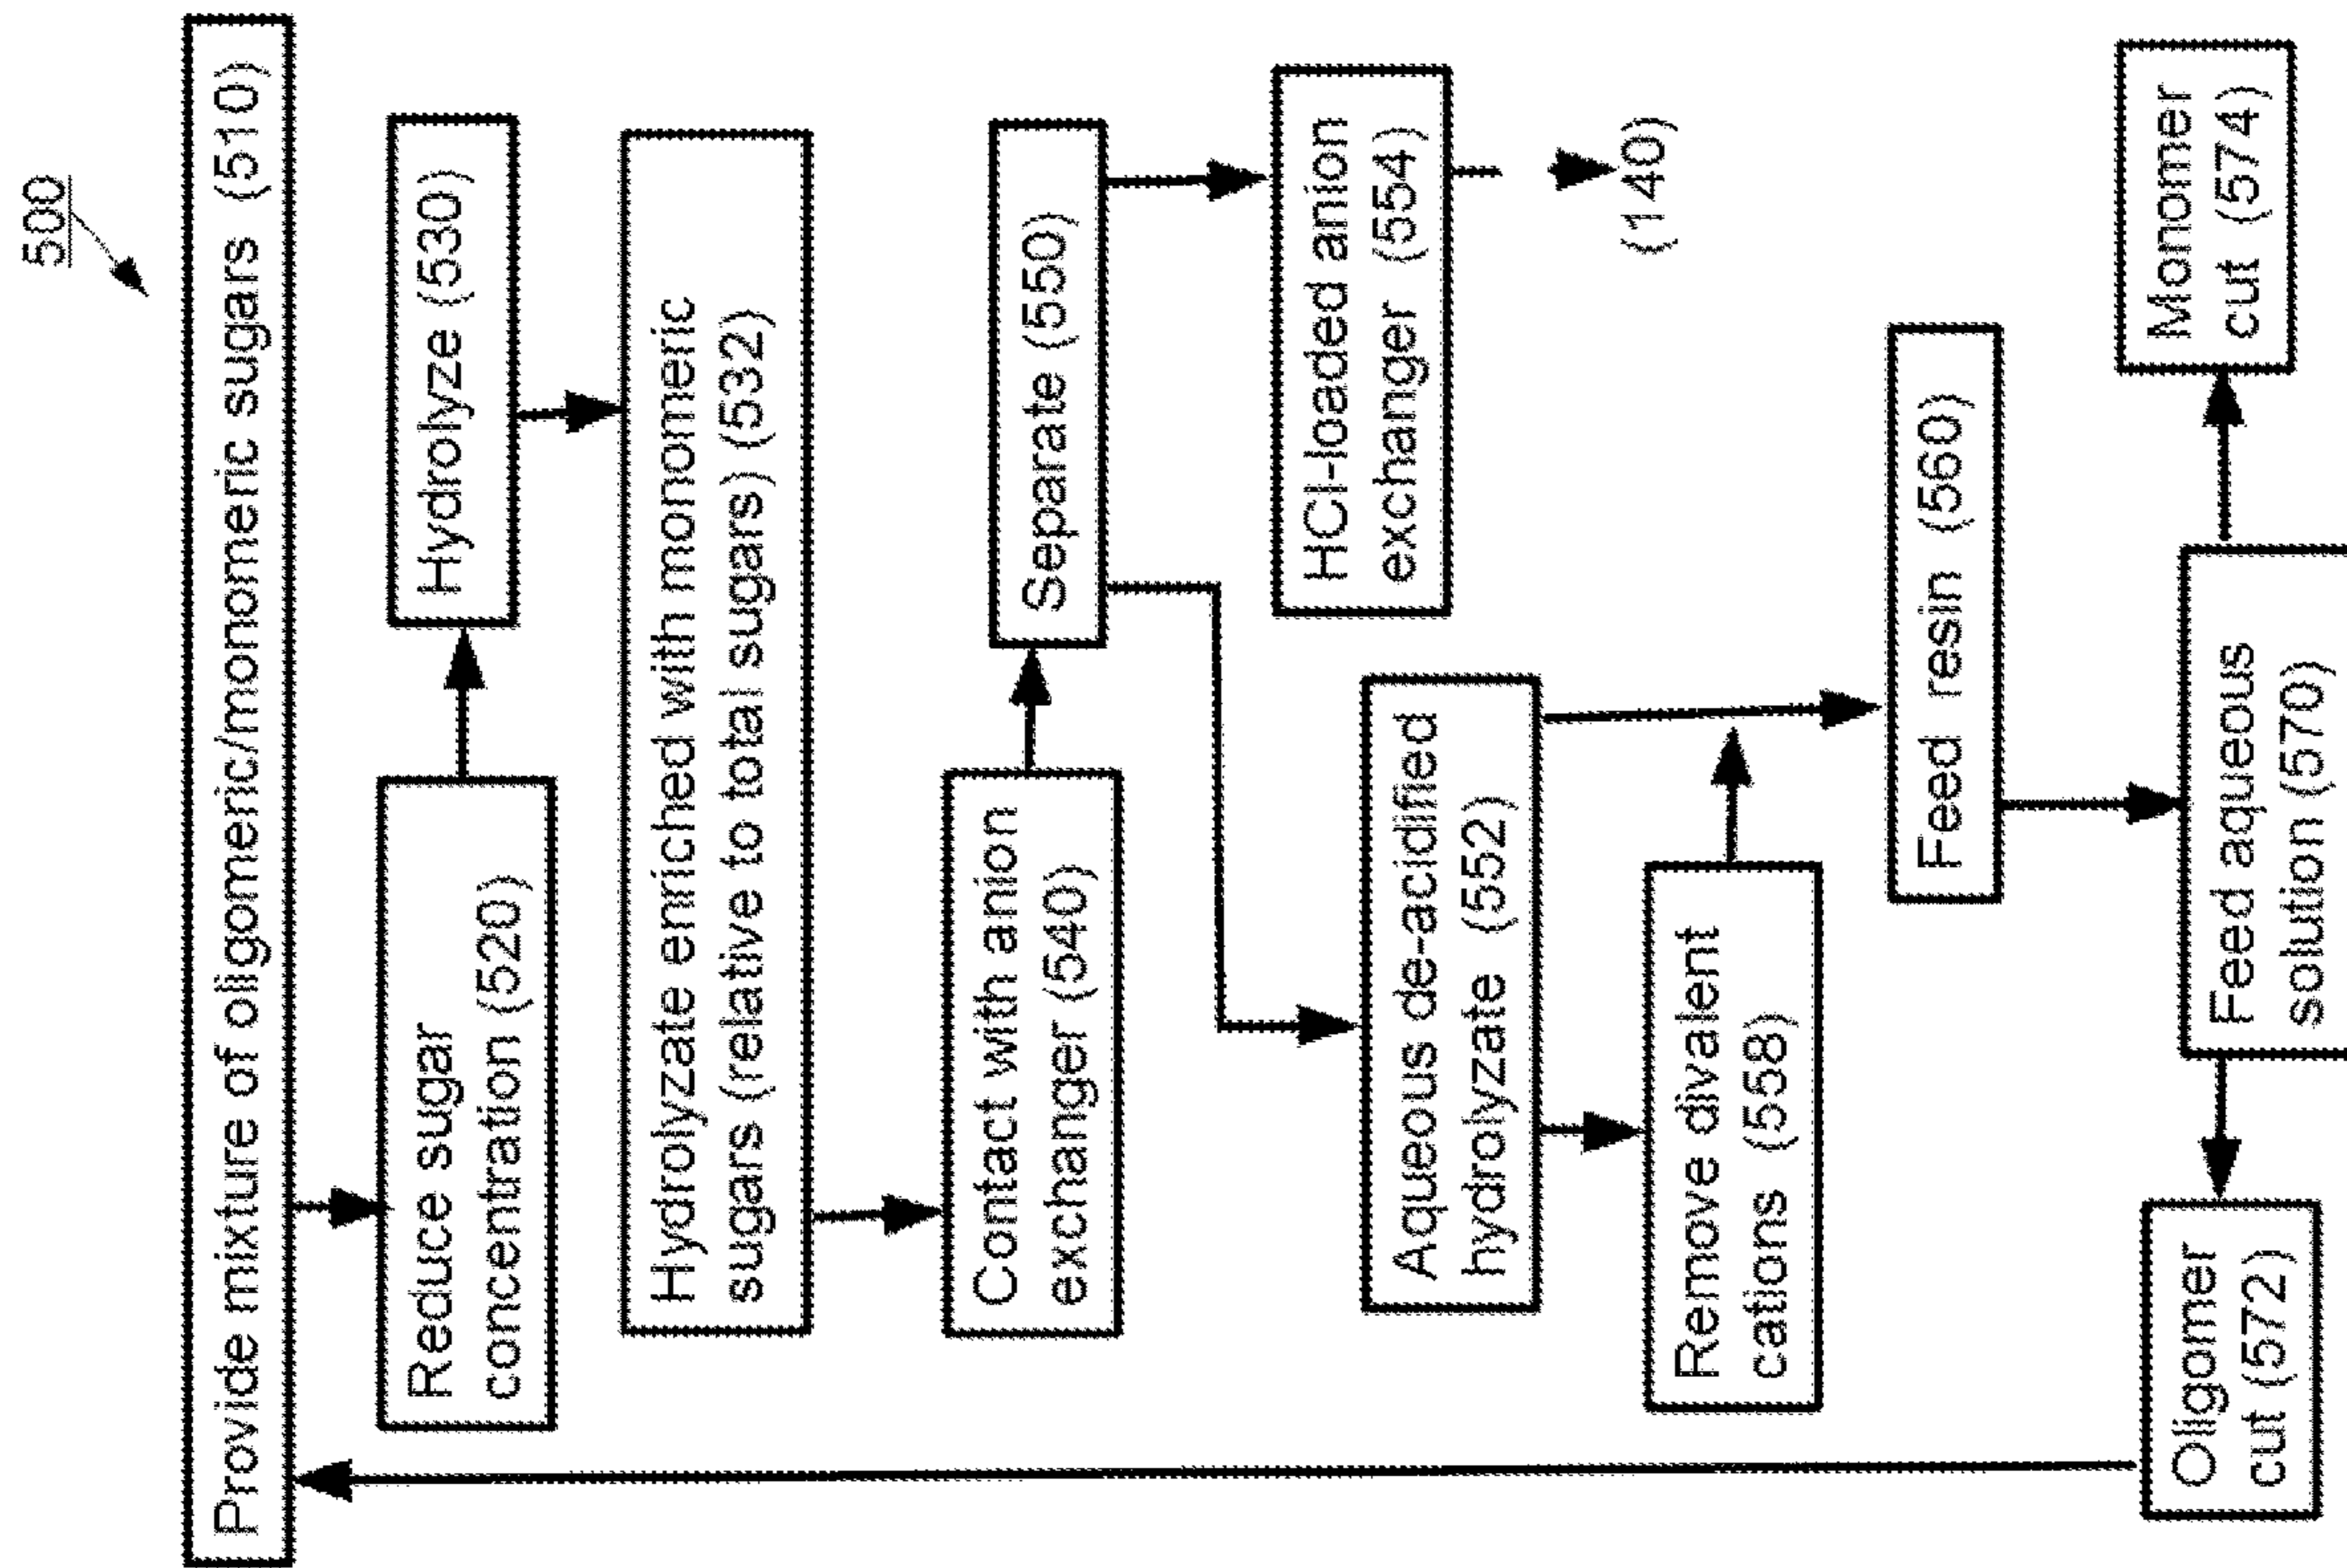 500
Provide mixture of oligomeric/monomeric sugars (510)
Reduce sugar
concentration (520)
Hydrolyze (530)
Hydrolyzate enriched with monomeric
sugars (relative to total sugars) (532)
Contact with anion
exchanger (540)
Separate (550)
HCl-loaded anion
exchanger (554)
(140)
Aqueous de-acidified
hydrolyzate (552)
Remove divalent
cations (558)
Feed resin (560)
Feed aqueous
solution (570)
Oligomer
cut (572)
Monomer
cut (574)